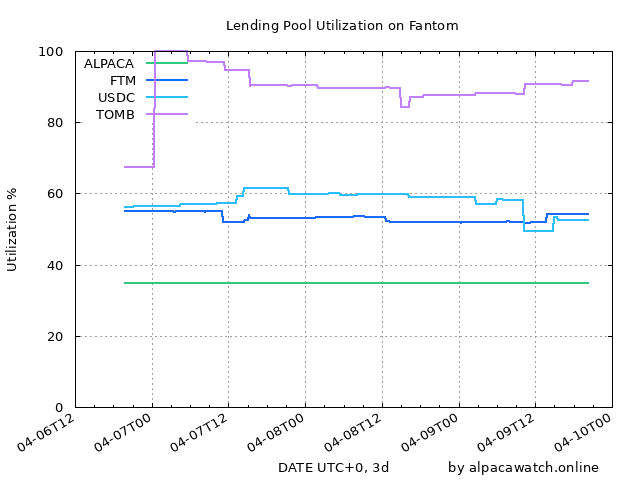 Lending Pool Utilization on Fantom
100
80
60
40
20
0
Utilization %
ALPACA
FTM
USDC
TOMB
04-06T12
04-07T00
04-07T12
04-08T00
04-08T12
04-09T00
04-09T12
04-10T00
DATE UTC+0, 3d
by alpacawatch.online